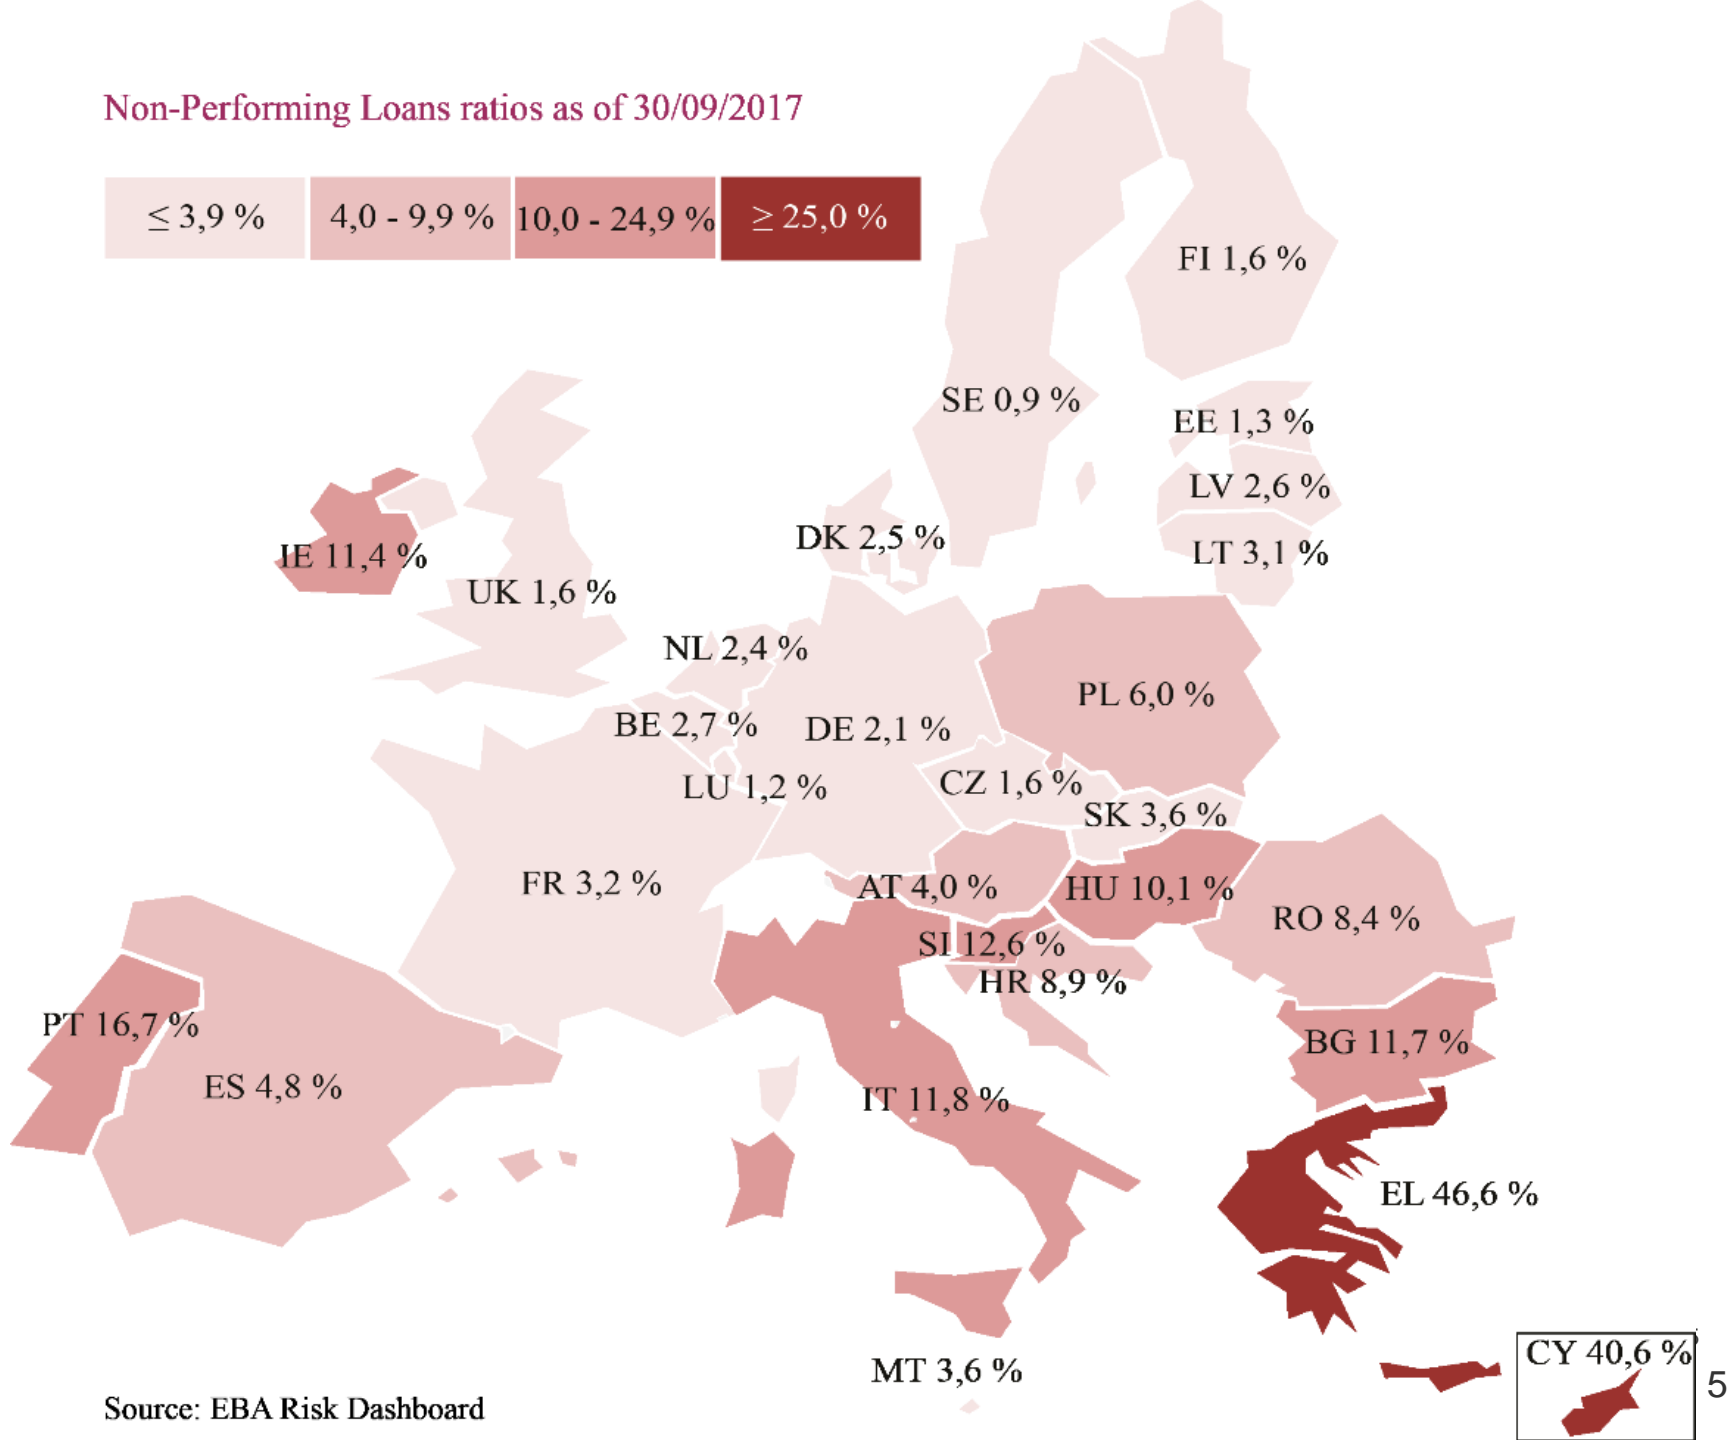 Non-Performing Loans ratios as of 30/09/2017
≤ 3,9 %
4,0 - 9,9 %
10,0 - 24,9 %
≥ 25,0 %
FI 1,6 %
SE 0,9 %
EE 1,3 %
LV 2,6 %
DK 2,5 %
LT 3,1 %
IE 11,4 %
UK 1,6 %
NL 2,4 %
PL 6,0 %
BE 2,7 %
DE 2,1 %
LU 1,2 %
CZ 1,6 %
SK 3,6 %
FR 3,2 %
AT 4,0 %
HU 10,1 %
RO 8,4 %
SI 12,6 %
HR 8,9 %
PT 16,7 %
BG 11,7 %
ES 4,8 %
IT 11,8 %
EL 46,6 %
CY 40,6 %
MT 3,6 %
5
Source: EBA Risk Dashboard